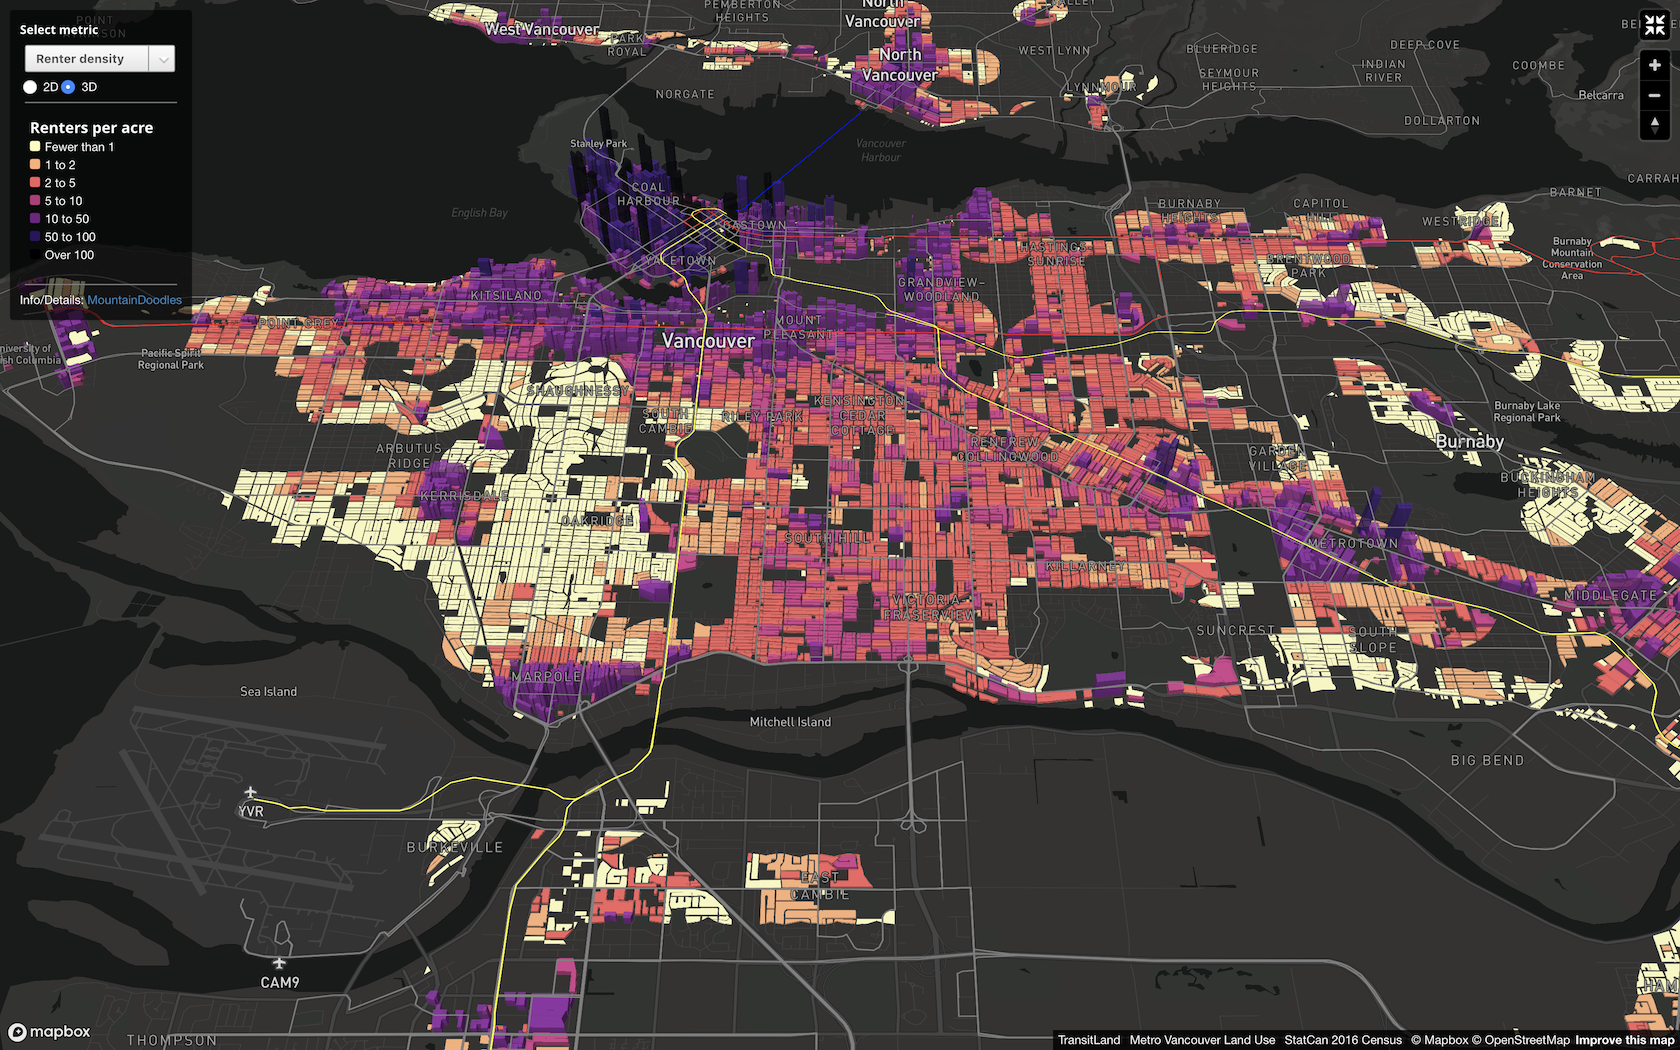 Select metric
Renter density
2D
3D
Renters per acre
Fewer than 1
1 to 2
2 to 5
5 to 10
10 to 50
50 to 100
Over 100
Info/Details: MountainDoodles
POINT
PEMBERTON
HEIGHTS
North
Vancouver
West Vancouver
PARK
ROYAL
North
Vancouver
WEST LYNN
BLUERIDGE
DEEP COVE
INDIAN
RIVER
COOMBE
SEYMOUR
HEIGHTS
LYNNMOUR
NORGATE
Belcarra
DOLLARTON
Stanley Park
Vancouver
Harbour
COAL
HARBOUR
English Bay
GASTOWN
YALETOWN
BURNABY
HEIGHTS
CAPITOL
HILL
BARNET
CARRAH
WESTRIDGE
HASTINGS-
SUNRISE
BRENTWOOD
PARK
Burnaby
Mountain
Conservation
Area
GRANDVIEW-
WOODLAND
KITSILANO
POINT GREY
MOUNT
PLEASANT
Vancouver
niversity of
ish Columbia
Pacific Spirit
Regional Park
SHAUGHNESSY
SOUTH
CAMBIE
RILEY PARK
KENSINGTON-
CEDAR
COTTAGE
RENFREW-
COLLINGWOOD
Burnaby Lake
Regional Park
Burnaby
GARDEN
VILLAGE
BUCKINGHAM
HEIGHTS
ARBUTUS
RIDGE
KERRISDALE
OAKRIDGE
SOUTH HILL
METROTOWN
KILLARNEY
VICTORIA-
FRASERVIEW
MIDDLEGATE
SUNCREST
SOUTH
SLOPE
MARPOLE
Sea Island
Mitchell Island
BIG BEND
YVR
BURKEVILLE
EAST
CAMBIE
CAM9
HAM
THOMPSON
mapbox
TransitLand Metro Vancouver Land Use StatCan 2016 Census © Mapbox © OpenStreetMap Improve this map